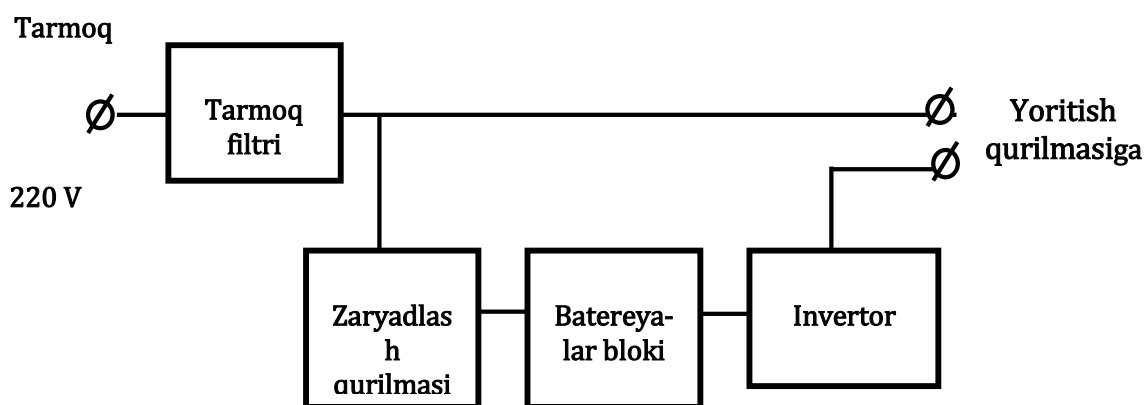 Tarmoq
220 V
Tarmoq
filtri
Yoritish
qurilmasiga
Zaryadlas
h
qurilmasi
Batereya-
lar bloki
Invertor